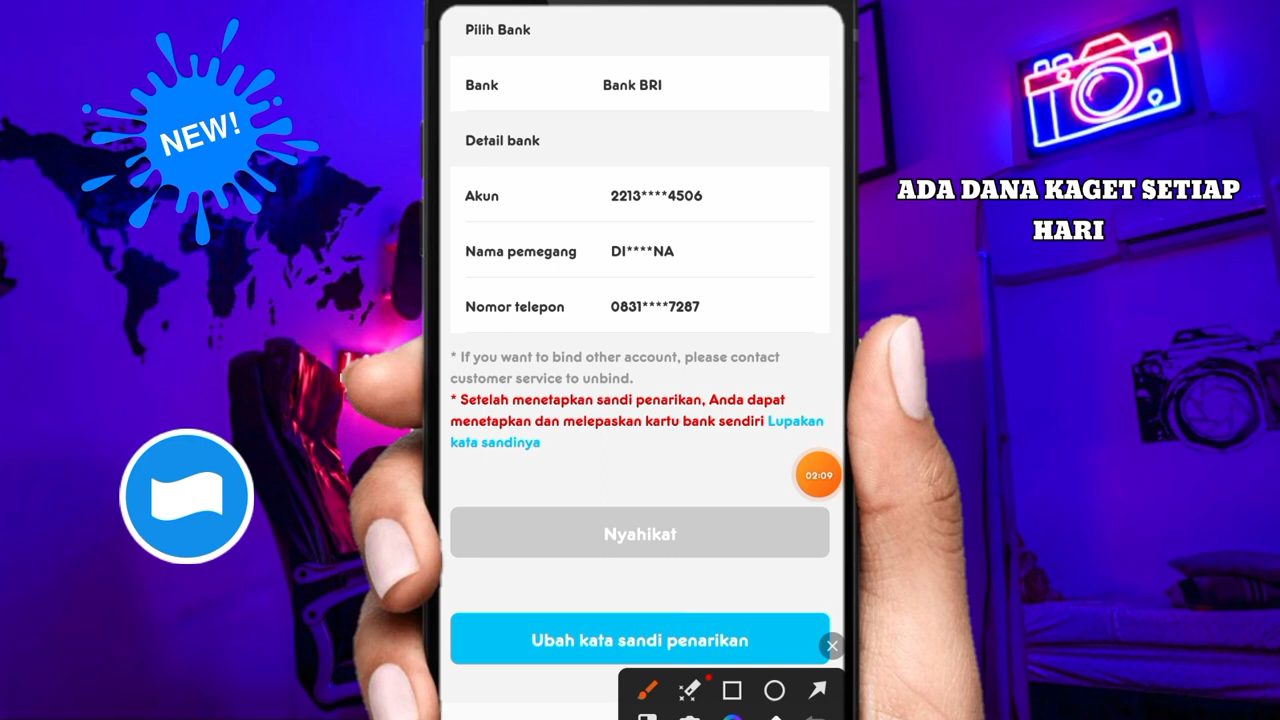 Pilih Bank
Bank Bank BRI
Detail bank
Akun 2213****4506
Nama pemegang DI****NA
Nomor telepon 0831****7287
* If you want to bind other account, please contact
customer service to unbind.
* Setelah menetapkan sandi penarikan, Anda dapat
menetapkan dan melepaskan kartu bank sendiri Lupakan
kata sandinya
02:09
Nyahikat
Ubah kata sandi penarikan
NEW!
ADA DANA KAGET SETIAP
HARI